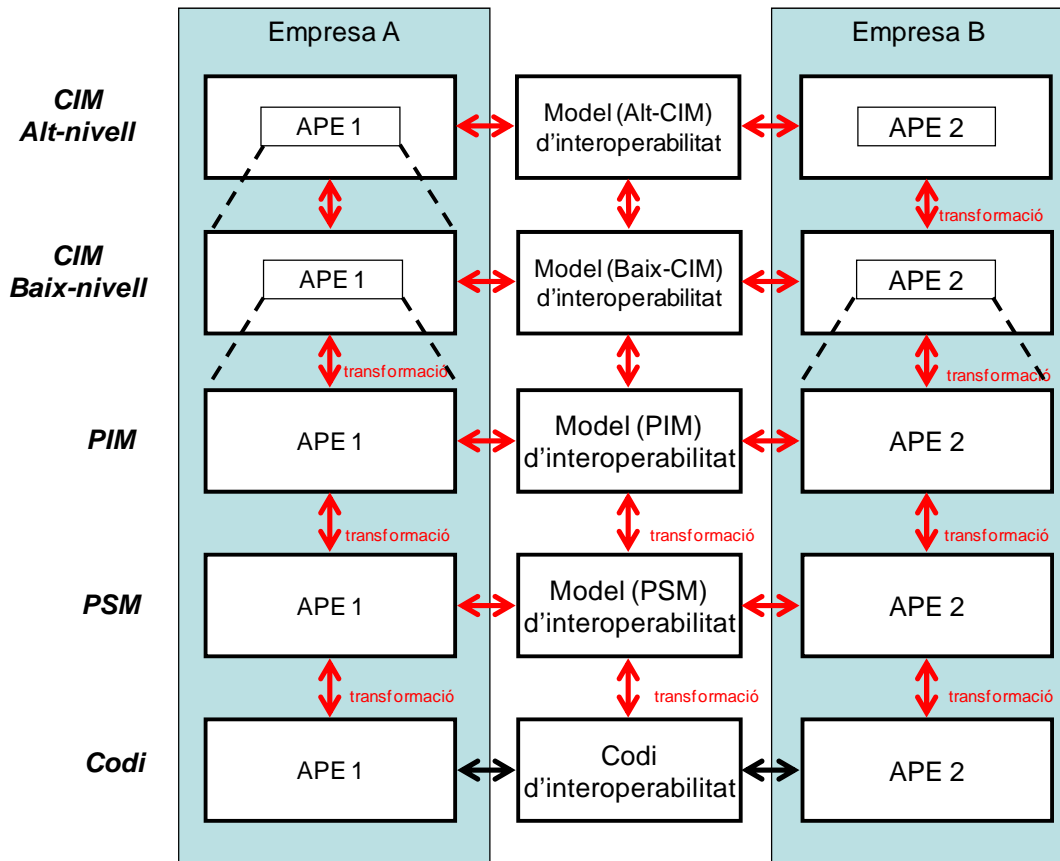 Empresa A
Empresa B
CIM
Alt-nivell
APE 1
Model (Alt-CIM)
d’interoperabilitat
APE 2
transformació
CIM
Baix-nivell
APE 1
Model (Baix-CIM)
d’interoperabilitat
APE 2
transformació
transformació
PIM
APE 1
Model (PIM)
d’interoperabilitat
APE 2
transformació
transformació
transformació
PSM
APE 1
Model (PSM)
d’interoperabilitat
APE 2
transformació
transformació
transformació
Codi
APE 1
Codi
d’interoperabilitat
APE 2